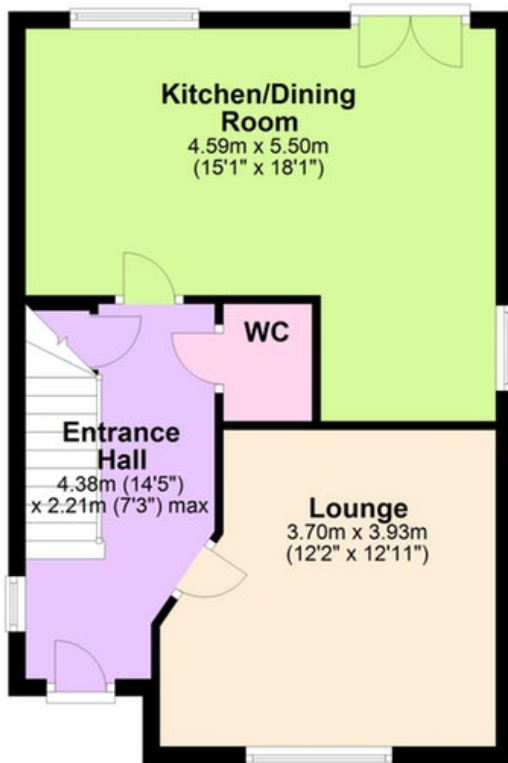 Kitchen/Dining
Room
4.59m x 5.50m
(15'1" x 18'1")
WC
Entrance
Hall
4.38m (14'5")
x 2.21m (7'3") max
Lounge
3.70m x 3.93m
(12'2" x 12'11")